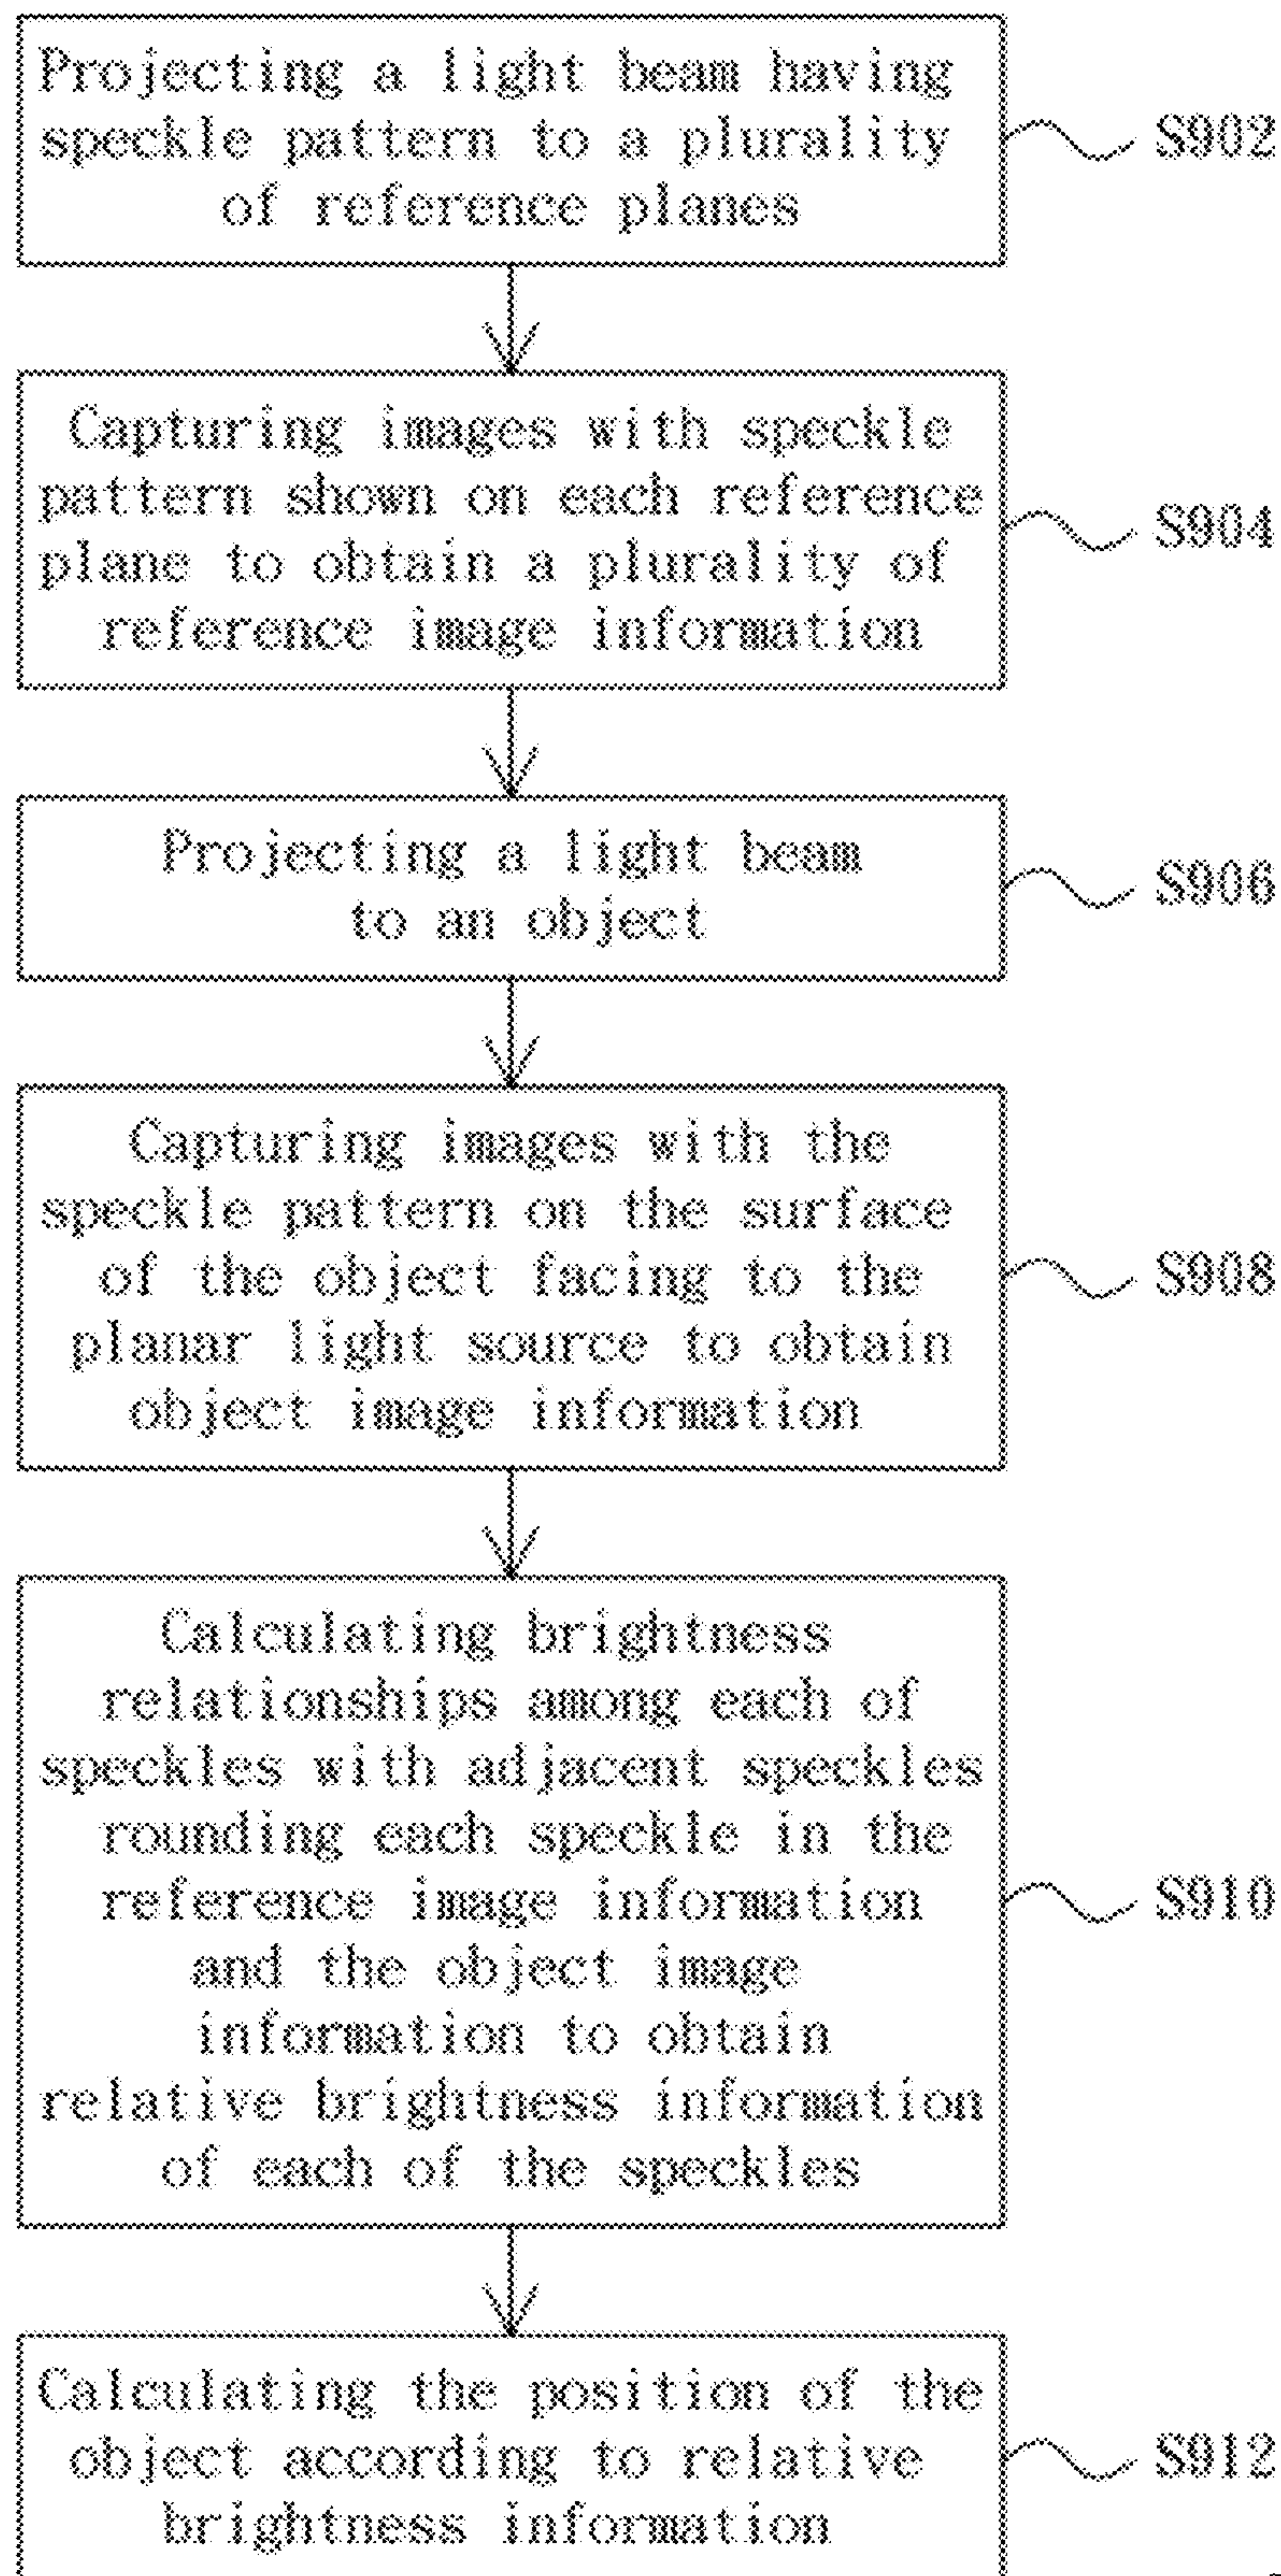 Projecting a light beam having
speckle pattern to a plurality
of reference planes
S902
Capturing images with speckle
pattern shown on each reference
plane to obtain a plurality of
reference image information
S904
Projecting a light beam
to an object
S906
Capturing images with the
speckle pattern on the surface
of the object facing to the
planar light source to obtain
object image information
S908
Calculating brightness
relationships among each of
speckles with adjacent speckles
rounding each speckle in the
reference image information
and the object image
information to obtain
relative brightness information
of each of the speckles
S910
Calculating the position of the
object according to relative
brightness information
S912